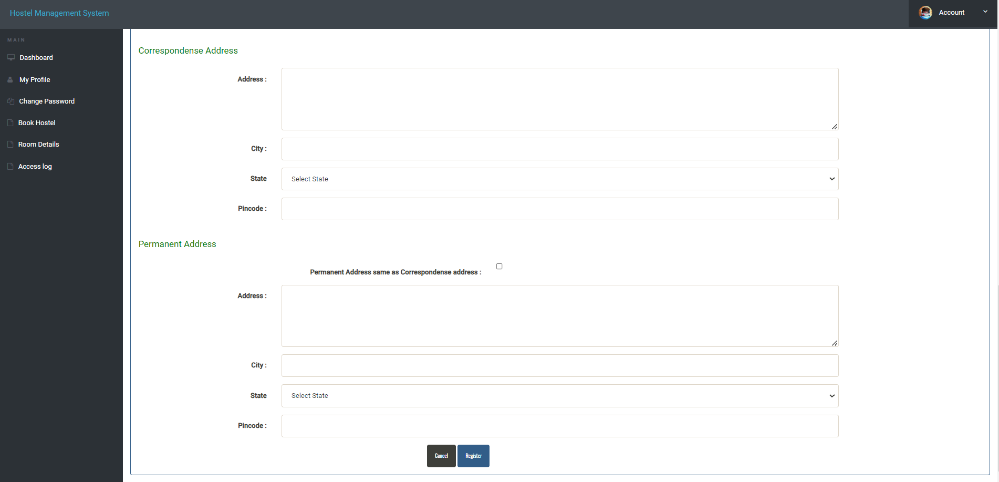 Hostel Management System
Account
MAIN
Dashboard
My Profile
Change Password
Book Hostel
Room Details
Access log
Correspondense Address
Address :
City :
State
Select State
Pincode :
Permanent Address
Permanent Address same as Correspondense address :
Address :
City :
State
Select State
Pincode :
Cancel
Register